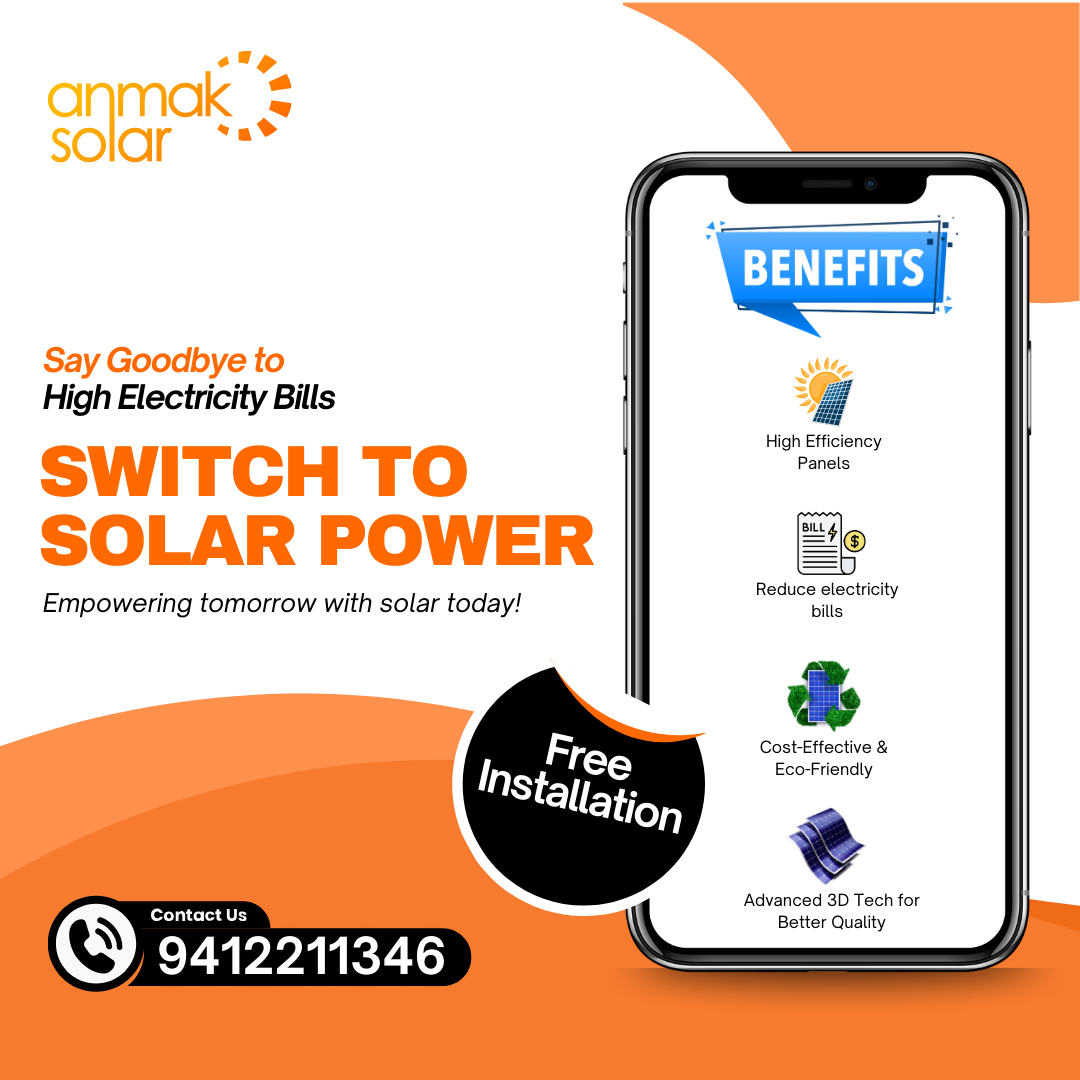 anmak
solar
Say Goodbye to
High Electricity Bills
SWITCH TO
SOLAR POWER
Empowering tomorrow with solar today!
Free
Installation
Contact Us
9412211346
BENEFITS
High Efficiency
Panels
BILL
$
Reduce electricity
bills
Cost-Effective &
Eco-Friendly
Advanced 3D Tech for
Better Quality